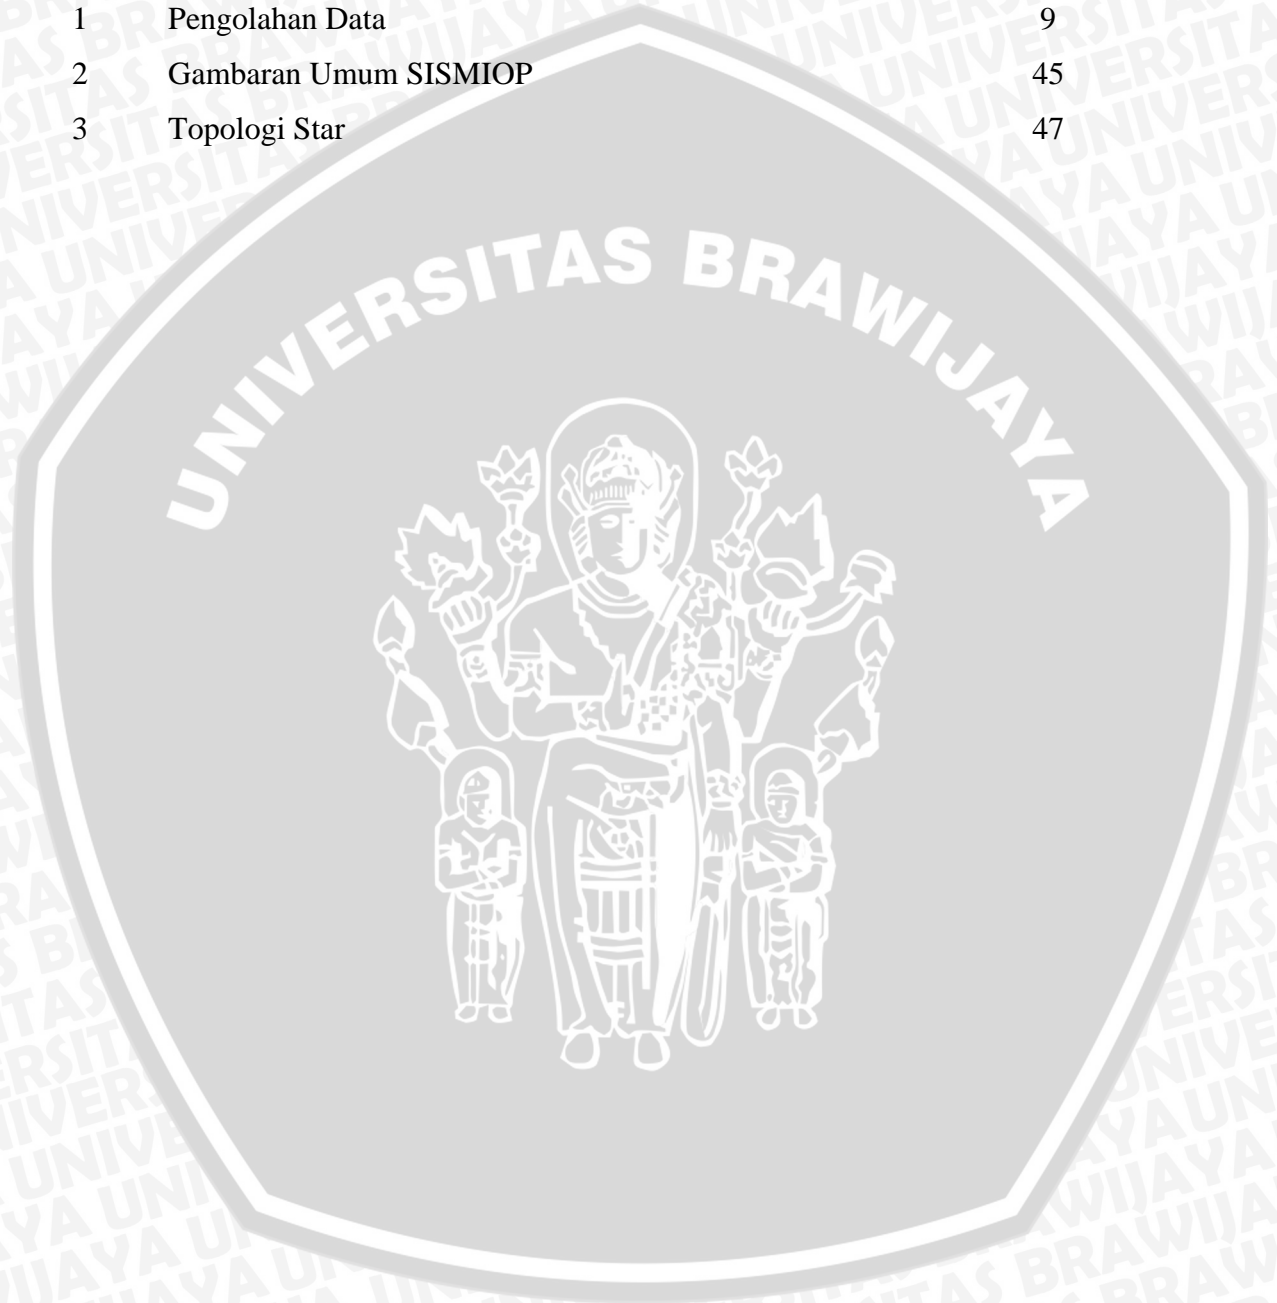 1 Pengolahan Data 9
2 Gambaran Umum SISMIOP 45
3 Topologi Star 47
UNIVERSITAS BRAWIJAYA